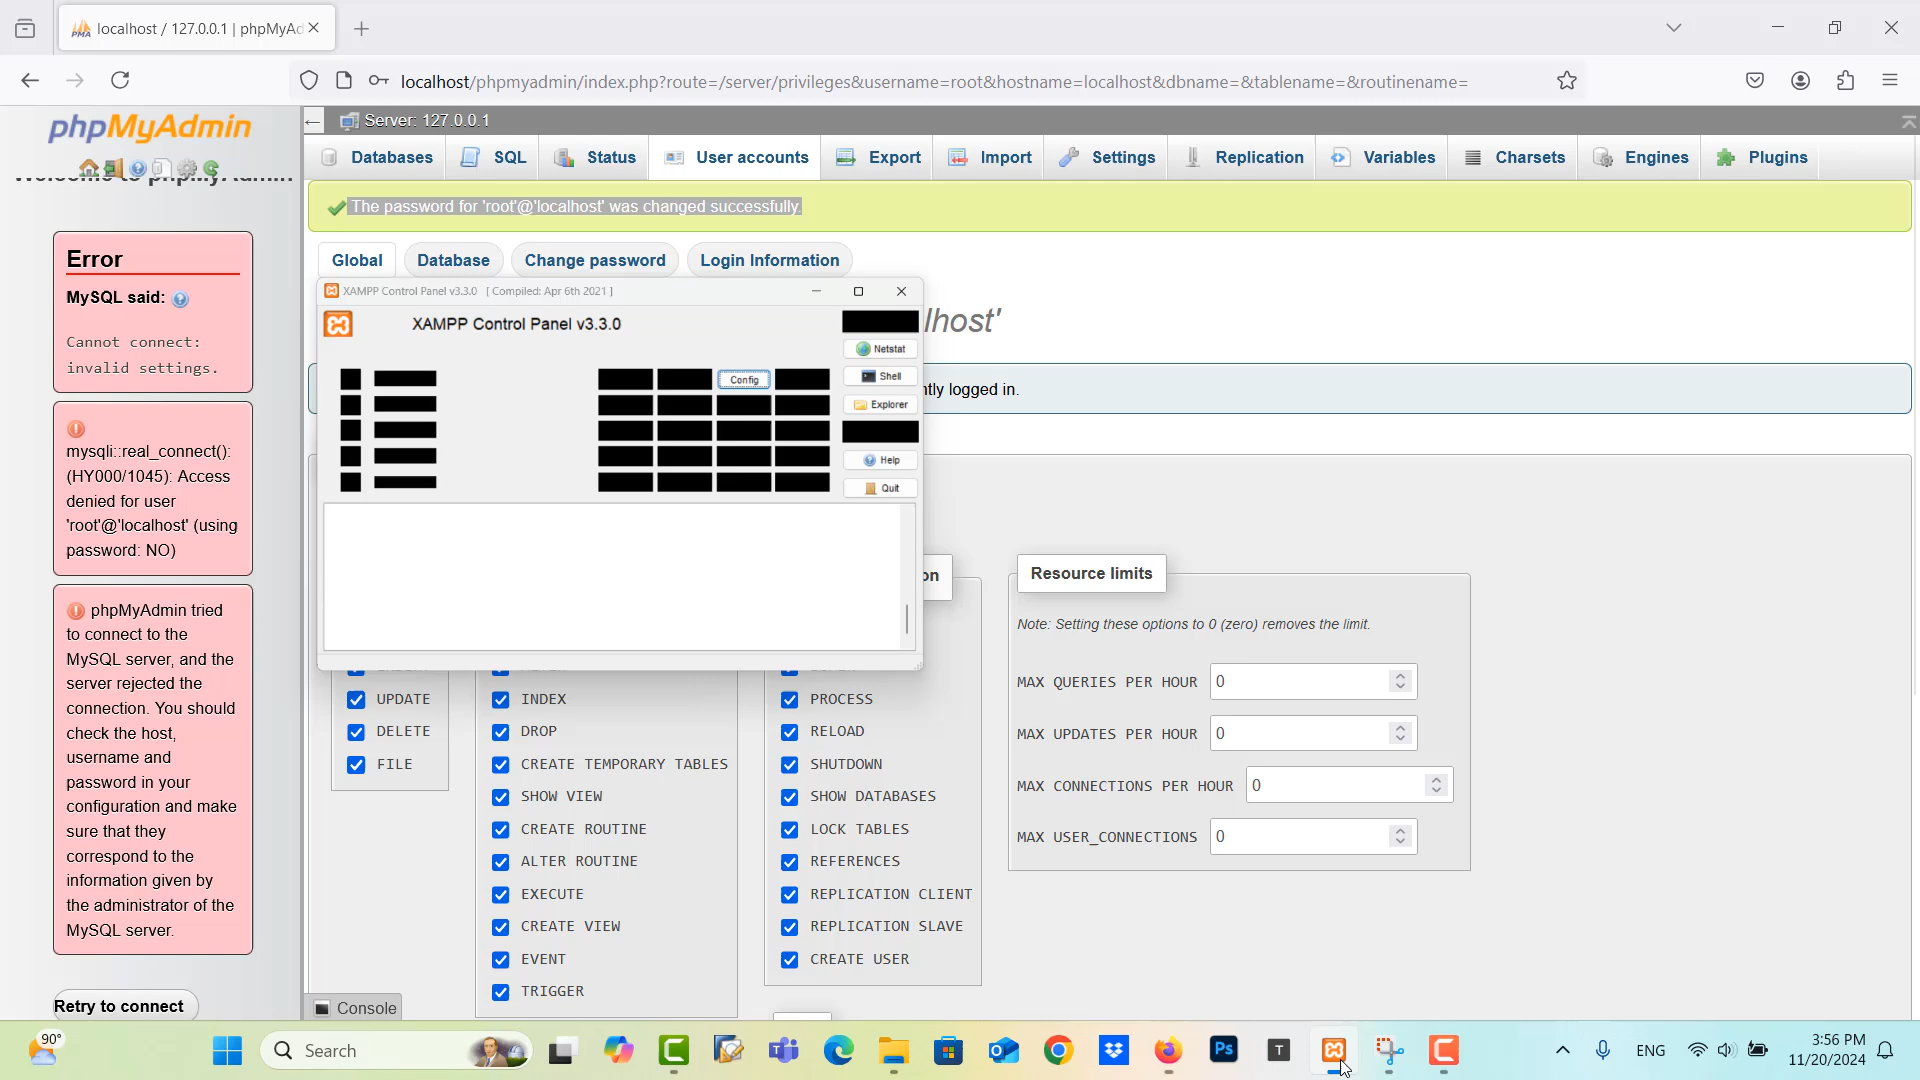 localhost / 127.0.0.1 | phpMyAd
localhost/phpmyadmin/index.php?route=/server/privileges&username=root&hostname=localhost&dbname=&tablename=&routinename=
phpMyAdmin
Welcome to phpMyAdmin
Error
MySQL said:
Cannot connect:
invalid settings.
mysqli::real_connect():
(HY000/1045): Access
denied for user
'root'@'localhost' (using
password: NO)
phpMyAdmin tried
to connect to the
MySQL server, and the
server rejected the
connection. You should
check the host,
username and
password in your
configuration and make
sure that they
correspond to the
information given by
the administrator of the
MySQL server.
Retry to connect
Server: 127.0.0.1
Databases SQL Status User accounts Export Import Settings Replication Variables Charsets Engines Plugins
The password for 'root'@'localhost' was changed successfully.
Global Database Change password Login Information
lhost'
ntly logged in.
XAMPP Control Panel v3.3.0 [ Compiled: Apr 6th 2021 ]
XAMPP Control Panel v3.3.0
Netstat
Config
Shell
Explorer
Help
Quit
on
UPDATE
DELETE
FILE
INDEX
DROP
CREATE TEMPORARY TABLES
SHOW VIEW
CREATE ROUTINE
ALTER ROUTINE
EXECUTE
CREATE VIEW
EVENT
TRIGGER
PROCESS
RELOAD
SHUTDOWN
SHOW DATABASES
LOCK TABLES
REFERENCES
REPLICATION CLIENT
REPLICATION SLAVE
CREATE USER
Resource limits
Note: Setting these options to 0 (zero) removes the limit.
MAX QUERIES PER HOUR 0
MAX UPDATES PER HOUR 0
MAX CONNECTIONS PER HOUR 0
MAX USER_CONNECTIONS 0
Console
90°
Search
Ps
T
ENG
3:56 PM
11/20/2024